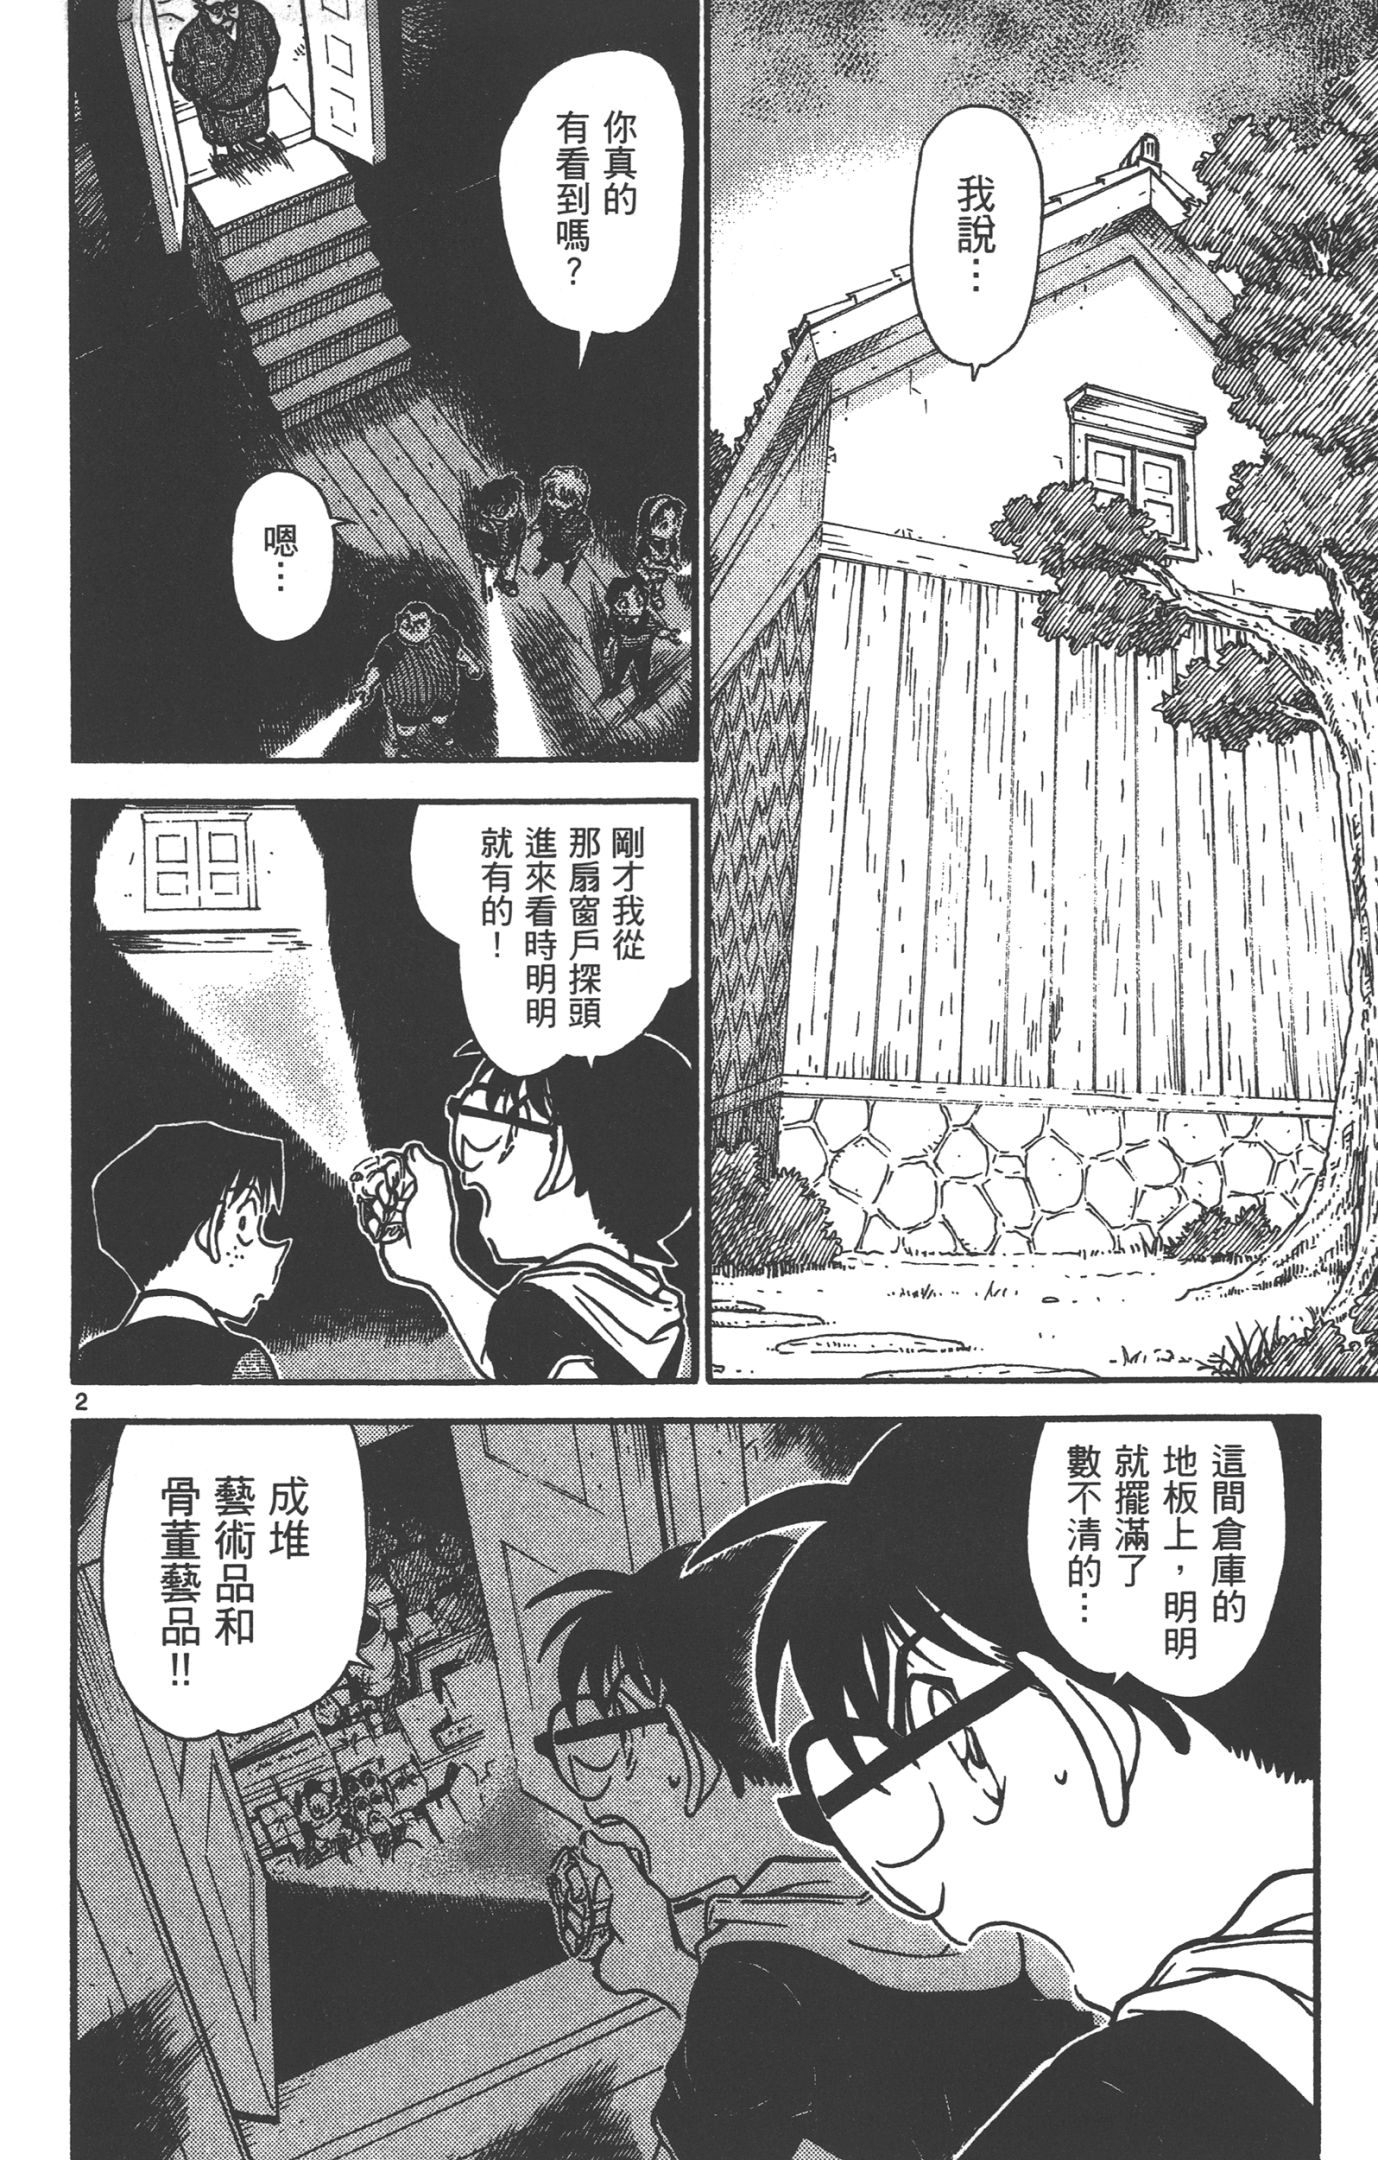 我說…
你真的
有看到嗎？
嗯…
剛才我從
那扇窗戶探頭
進來看時明明
就有的！
2
這間倉庫的
地板上，明明
就擺滿了
數不清的…
成堆
藝術品和
骨董藝品!!